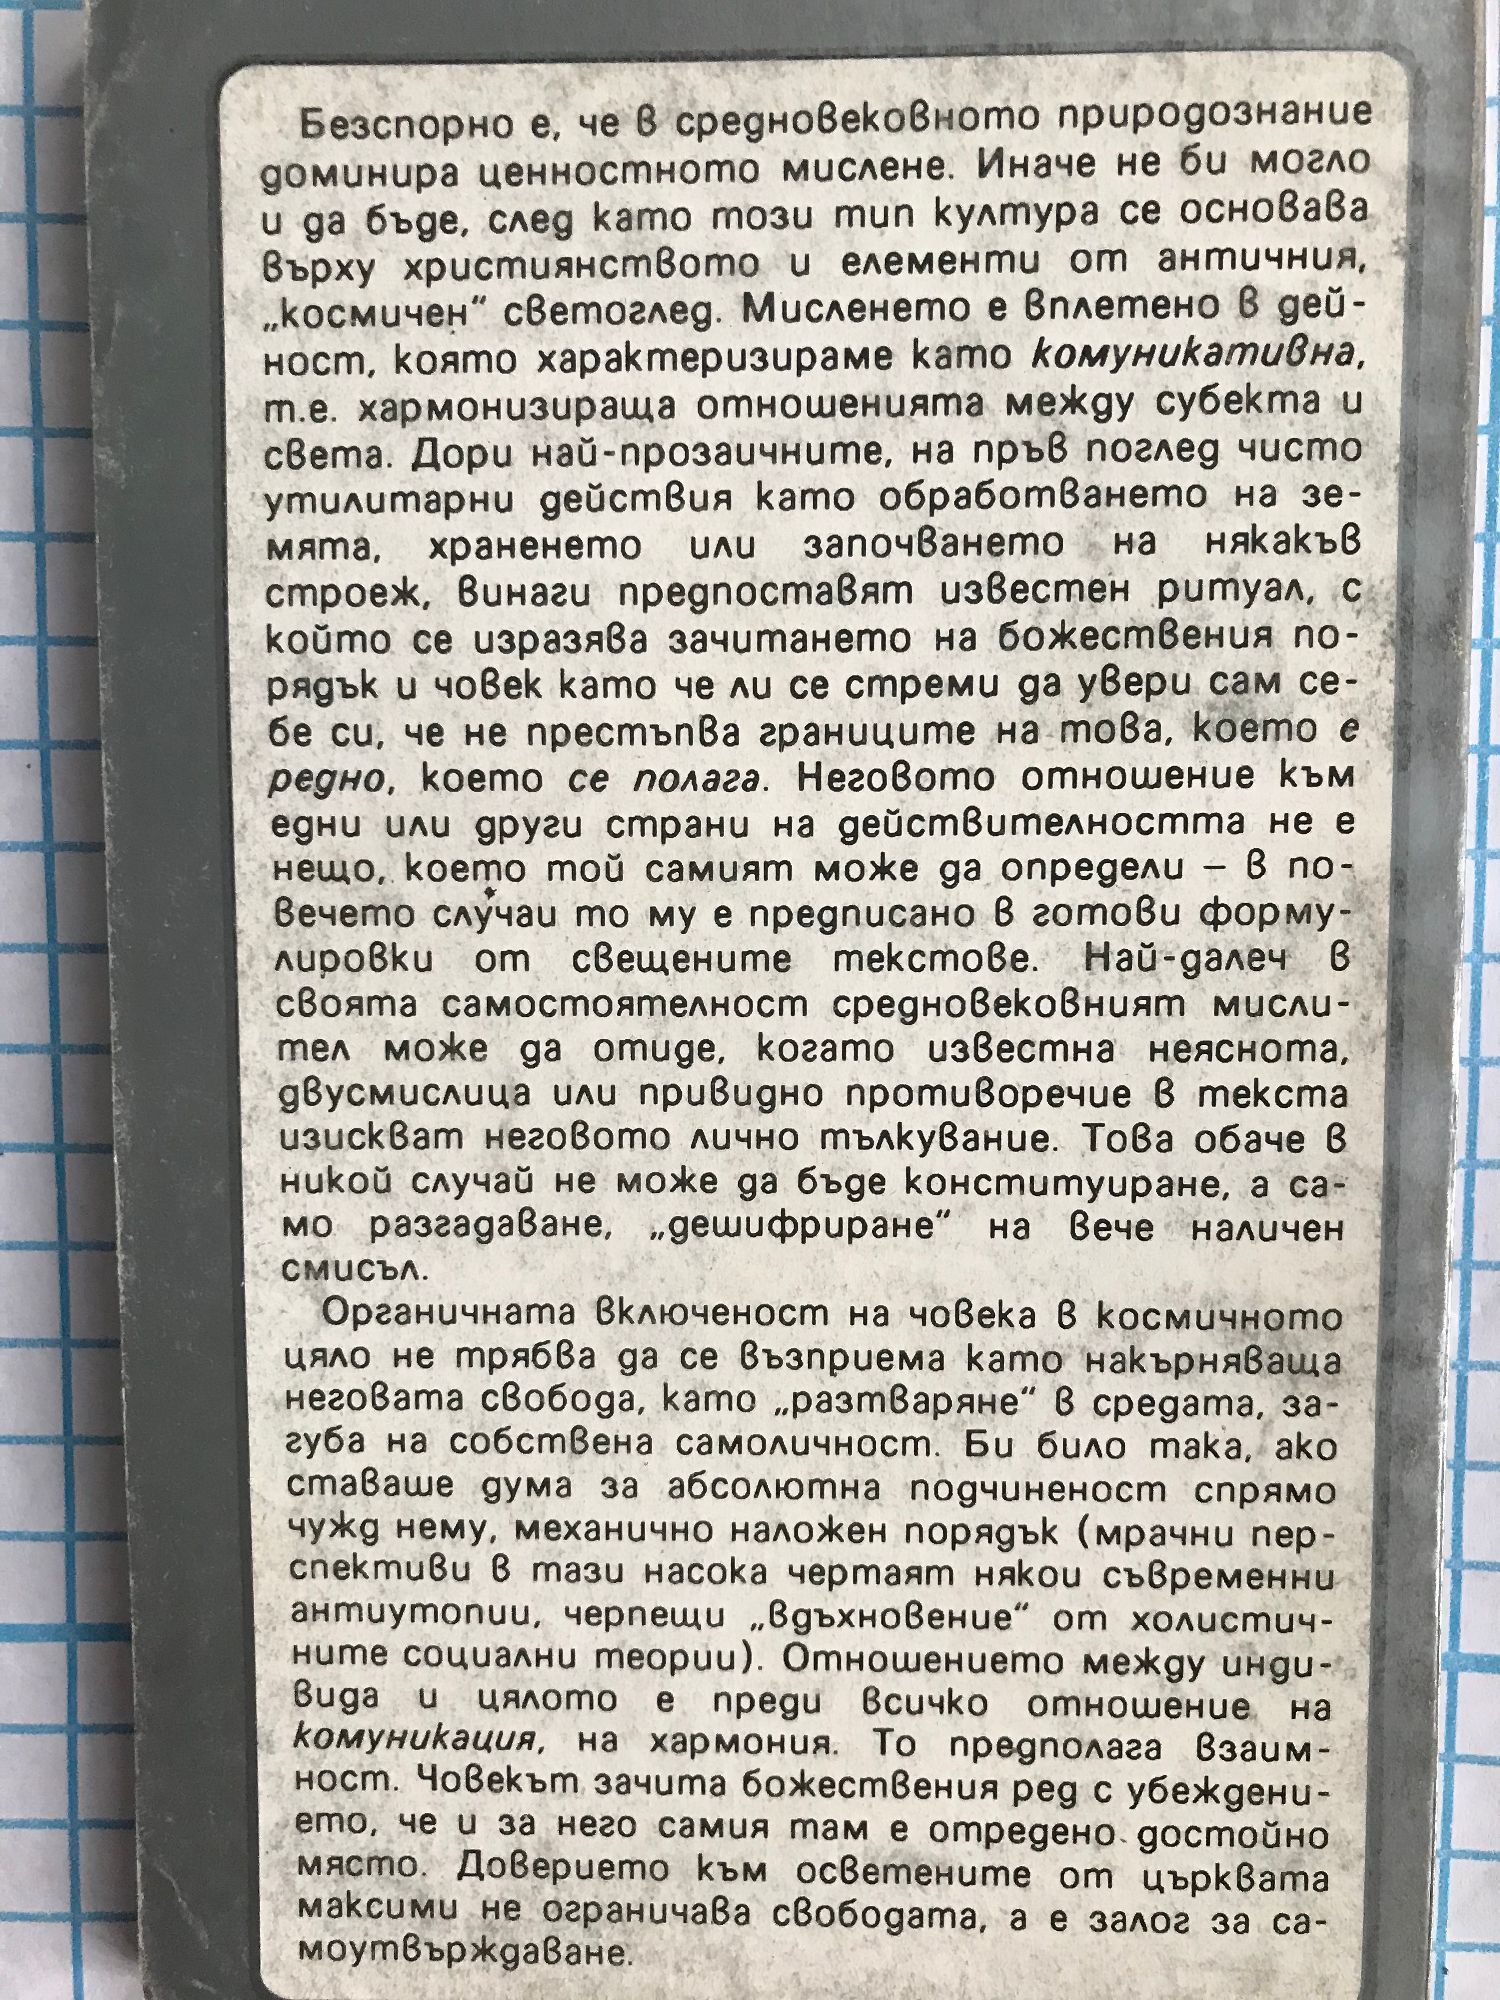 Безспорно е, че в средновековното природознание
доминира ценностното мислене. Иначе не би могло
и да бъде, след като този тип култура се основава
върху християнството и елементи от античния,
„космичен“ светоглед. Мисленето е вплетено в дей-
ност, която характеризираме като комуникативна,
т.е. хармонизираща отношенията между субекта и
света. Дори най-прозаичните, на пръв поглед чисто
утилитарни действия като обработването на зе-
мята, храненето или започването на някакъв
строеж, винаги предпоставят известен ритуал, с
който се изразява зачитането на божествения по-
рядък и човек като че ли се стреми да увери сам се-
бе си, че не престъпва границите на това, което е
редно, което се полага. Неговото отношение към
едни или други страни на действителността не е
нещо, което той самият може да определи – в по-
вечето случаи то му е предписано в готови форму-
лировки от свещените текстове. Най-далеч в
своята самостоятелност средновековният мисли-
тел може да отиде, когато известна неяснота,
двусмислица или привидно противоречие в текста
изискват неговото лично тълкувание. Това обаче в
никой случай не може да бъде конституиране, а са-
мо разгадаване, „дешифриране“ на вече наличен
смисъл.
Органичната включеност на човека в космичното
цяло не трябва да се възприема като накърняваща
неговата свобода, като „разтваряне“ в средата, за-
губа на собствена самоличност. Би било така, ако
ставаше дума за абсолютна подчиненост спрямо
чужд нему, механично наложен порядък (мрачни пер-
спективи в тази насока чертаят някои съвременни
антиутопии, черпещи „вдъхновение“ от холистич-
ните социални теории). Отношението между инди-
вида и цялото е преди всичко отношение на
комуникация, на хармония. То предполага взаим-
ност. Човекът зачита божествения ред с убеждени-
ето, че и за него самия там е отредено достойно
място. Доверието към осветените от църквата
максими не ограничава свободата, а е залог за са-
моутвърждаване.